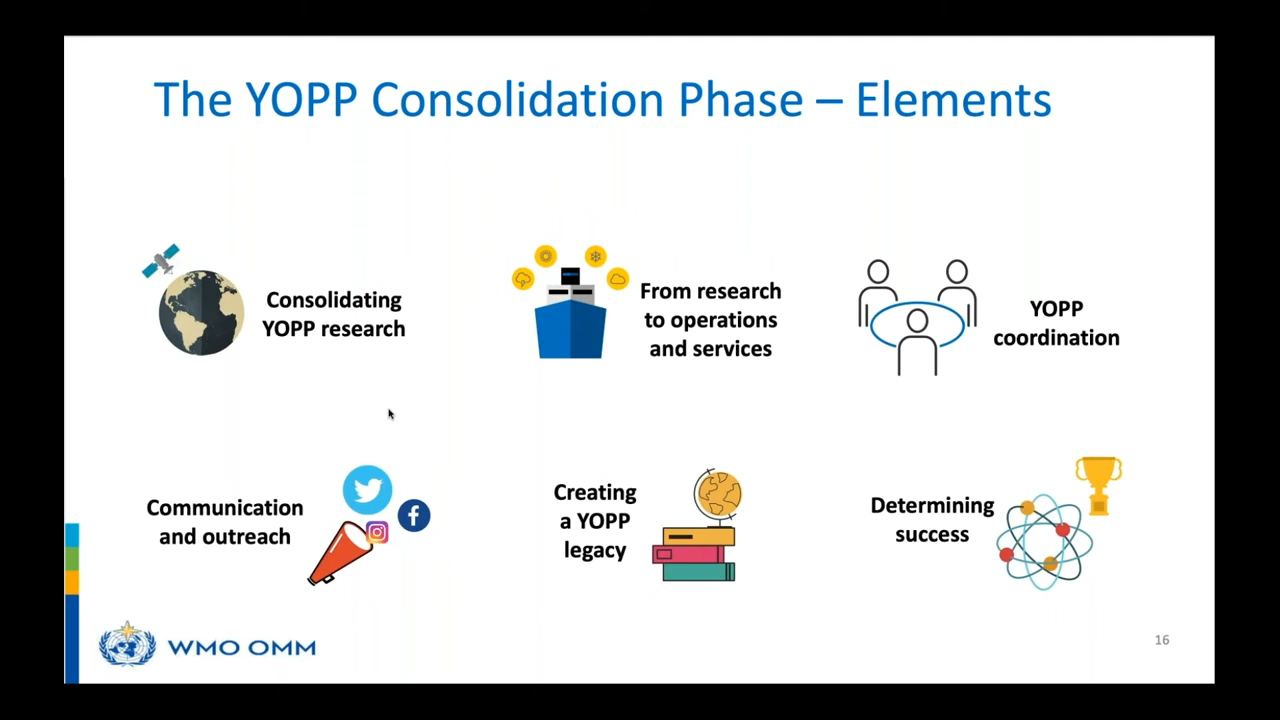 The YOPP Consolidation Phase – Elements
Consolidating
YOPP research
From research
to operations
and services
YOPP
coordination
Communication
and outreach
Creating
a YOPP
legacy
Determining
success
WMO OMM
16